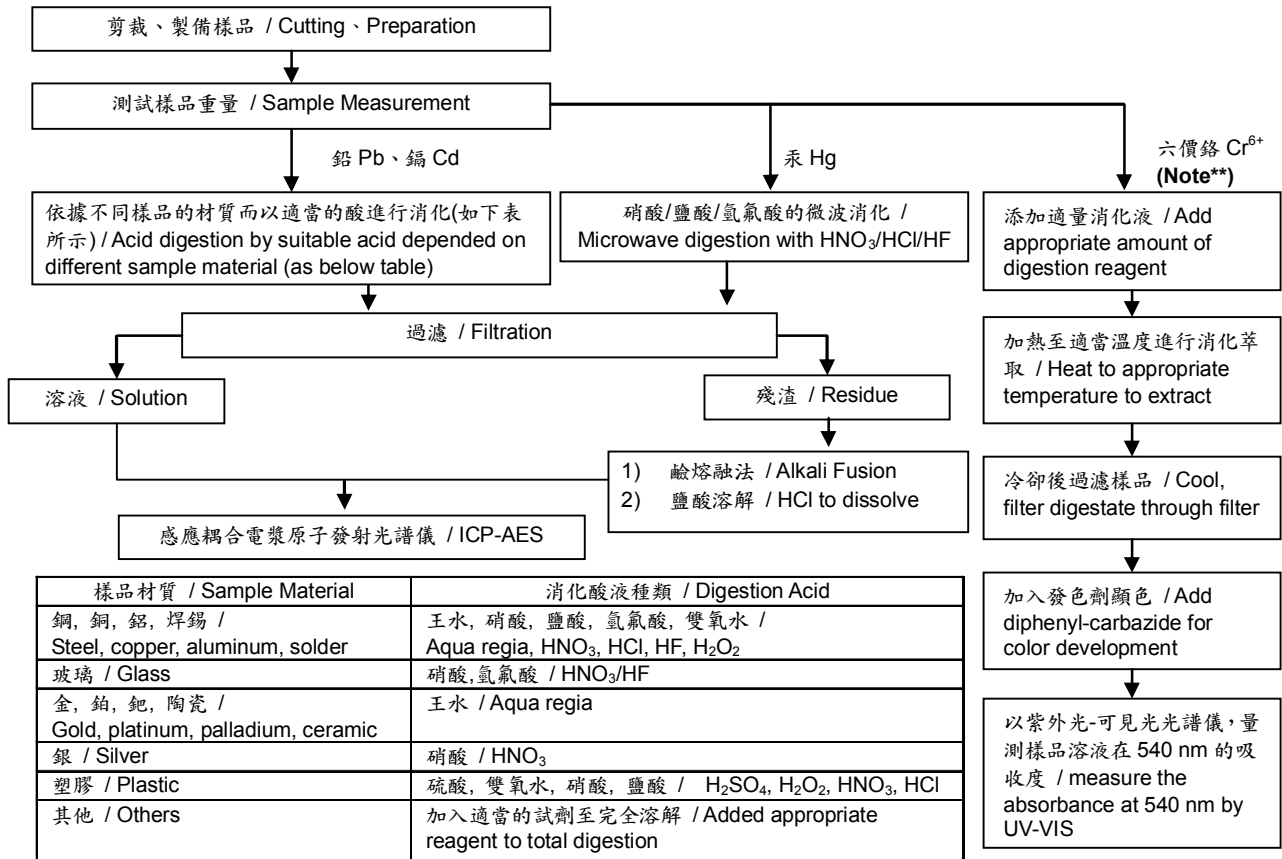 剪裁、製備樣品 / Cutting、Preparation
測試樣品重量 / Sample Measurement
鉛 Pb、鎘 Cd
汞 Hg
六價鉻 Cr⁶⁺
(Note**)
依據不同樣品的材質而以適當的酸進行消化(如下表
所示) / Acid digestion by suitable acid depended on
different sample material (as below table)
硝酸/鹽酸/氫氟酸的微波消化 /
Microwave digestion with HNO₃/HCl/HF
添加適量消化液 / Add
appropriate amount of
digestion reagent
過濾 / Filtration
加熱至適當溫度進行消化萃
取 / Heat to appropriate
temperature to extract
溶液 / Solution
殘渣 / Residue
1) 鹼熔融法 / Alkali Fusion
2) 鹽酸溶解 / HCl to dissolve
冷卻後過濾樣品 / Cool,
filter digestate through filter
感應耦合電漿原子發射光譜儀 / ICP-AES
加入發色劑顯色 / Add
diphenyl-carbazide for
color development
以紫外光-可見光光譜儀，量
測樣品溶液在 540 nm 的吸
收度 / measure the
absorbance at 540 nm by
UV-VIS
樣品材質 / Sample Material
消化酸液種類 / Digestion Acid
鋼, 銅, 鋁, 焊錫 /
Steel, copper, aluminum, solder
王水, 硝酸, 鹽酸, 氫氟酸, 雙氧水 /
Aqua regia, HNO₃, HCl, HF, H₂O₂
玻璃 / Glass
硝酸,氫氟酸 / HNO₃/HF
金, 鉑, 鈀, 陶瓷 /
Gold, platinum, palladium, ceramic
王水 / Aqua regia
銀 / Silver
硝酸 / HNO₃
塑膠 / Plastic
硫酸, 雙氧水, 硝酸, 鹽酸 / H₂SO₄, H₂O₂, HNO₃, HCl
其他 / Others
加入適當的試劑至完全溶解 / Added appropriate
reagent to total digestion